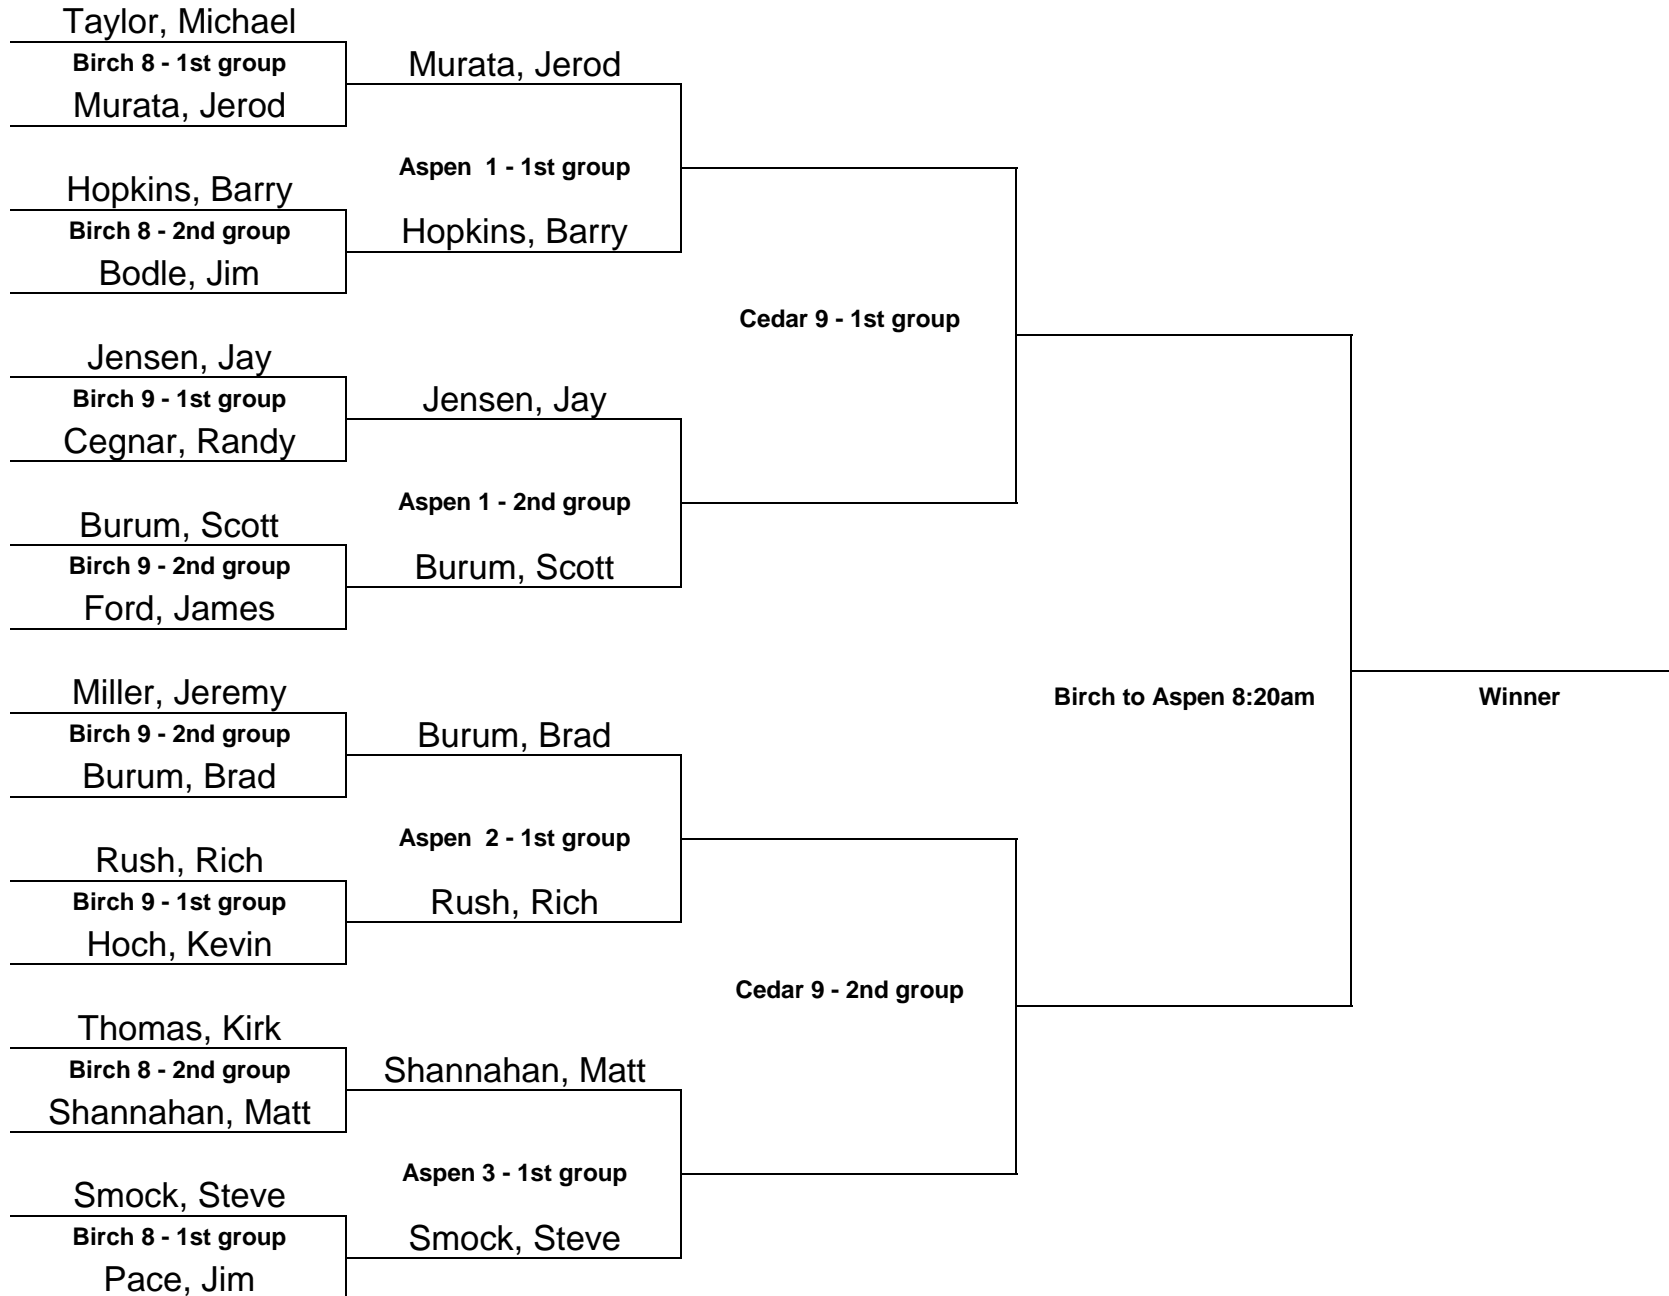 Taylor, Michael
Birch 8 - 1st group
Murata, Jerod
Hopkins, Barry
Birch 8 - 2nd group
Bodle, Jim
Jensen, Jay
Birch 9 - 1st group
Cegnar, Randy
Burum, Scott
Birch 9 - 2nd group
Ford, James
Miller, Jeremy
Birch 9 - 2nd group
Burum, Brad
Rush, Rich
Birch 9 - 1st group
Hoch, Kevin
Thomas, Kirk
Birch 8 - 2nd group
Shannahan, Matt
Smock, Steve
Birch 8 - 1st group
Pace, Jim
Murata, Jerod
Aspen  1 - 1st group
Hopkins, Barry
Jensen, Jay
Aspen 1 - 2nd group
Burum, Scott
Burum, Brad
Aspen  2 - 1st group
Rush, Rich
Shannahan, Matt
Aspen 3 - 1st group
Smock, Steve
Cedar 9 - 1st group
Cedar 9 - 2nd group
Birch to Aspen 8:20am
Winner